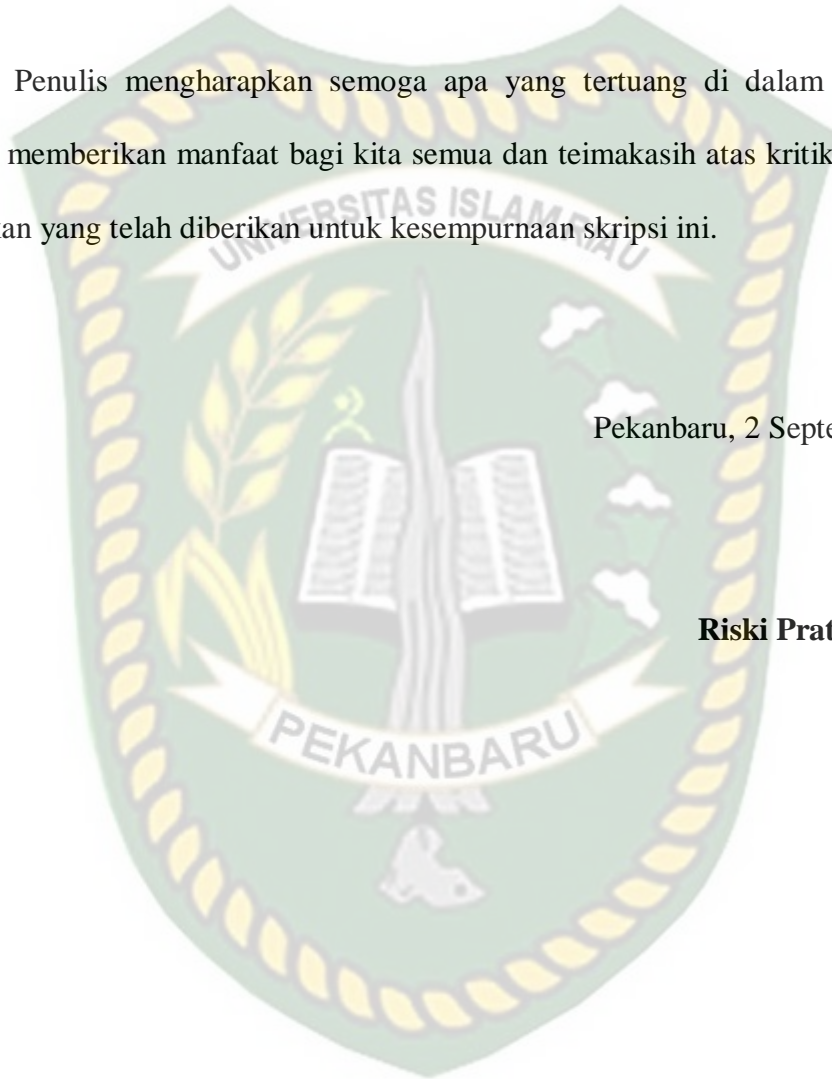 Penulis mengharapkan semoga apa yang tertuang di dalam
memberikan manfaat bagi kita semua dan teimakasih atas kritik
kan yang telah diberikan untuk kesempurnaan skripsi ini.
UNIVERSITAS ISLAM RIAU
Pekanbaru, 2 Septe
Riski Prat
PEKANBARU